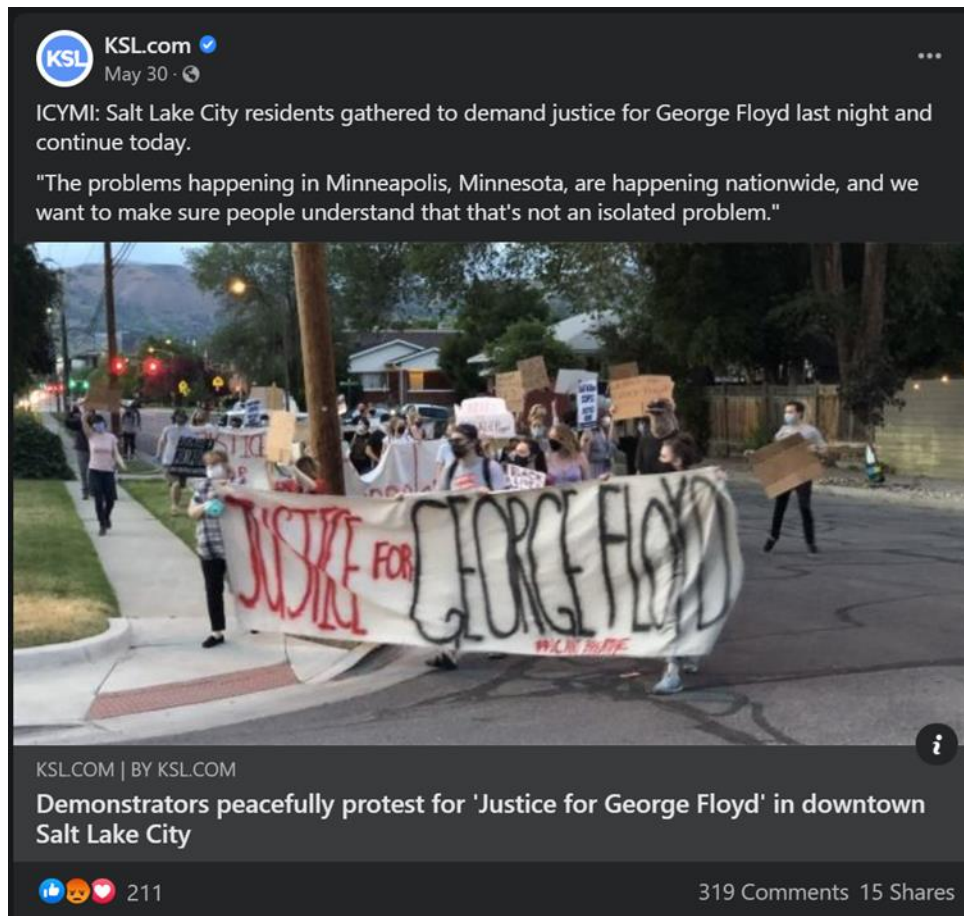 KSL
KSL.com
May 30 ·
ICYMI: Salt Lake City residents gathered to demand justice for George Floyd last night and
continue today.
"The problems happening in Minneapolis, Minnesota, are happening nationwide, and we
want to make sure people understand that that's not an isolated problem."
JUSTICE FOR GEORGE FLOYD
KSL.COM | BY KSL.COM
Demonstrators peacefully protest for 'Justice for George Floyd' in downtown
Salt Lake City
211
319 Comments 15 Shares